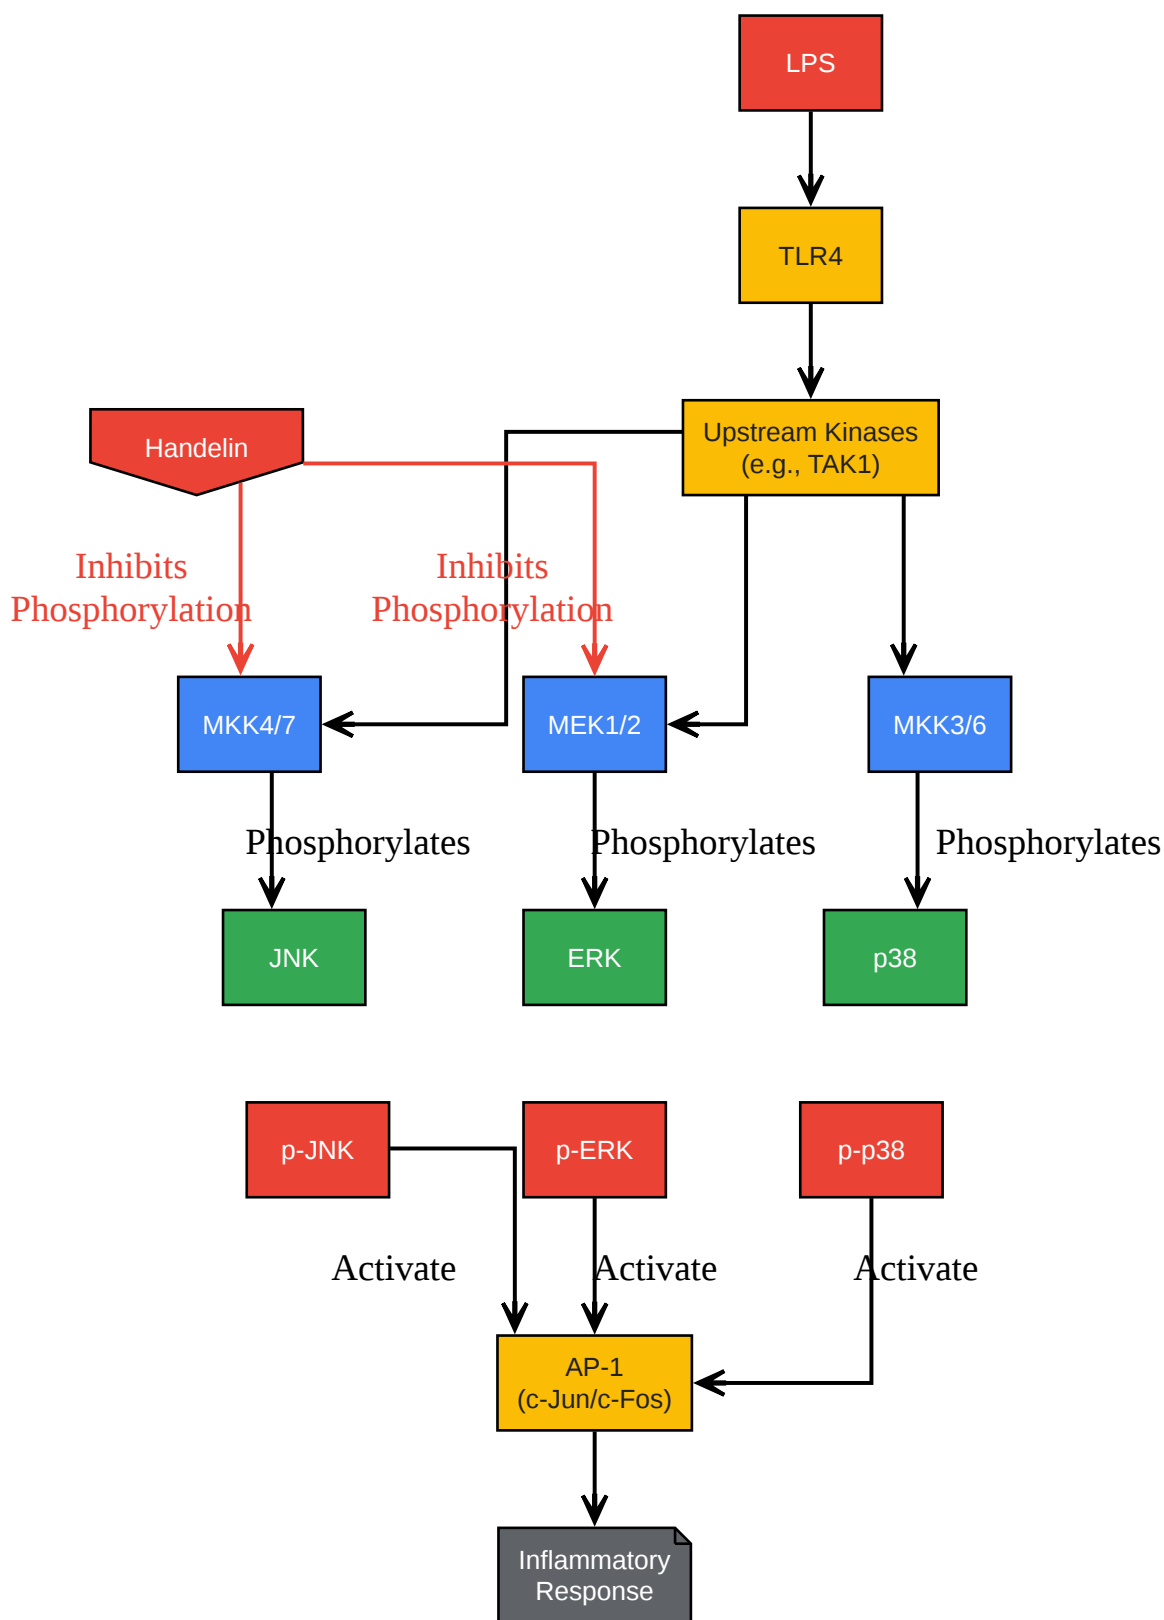 LPS
TLR4
Upstream Kinases
(e.g., TAK1)
Handelin
Inhibits
Phosphorylation
Inhibits
Phosphorylation
MKK4/7
MEK1/2
MKK3/6
Phosphorylates
Phosphorylates
Phosphorylates
JNK
ERK
p38
p-JNK
p-ERK
p-p38
Activate
Activate
Activate
AP-1
(c-Jun/c-Fos)
Inflammatory
Response